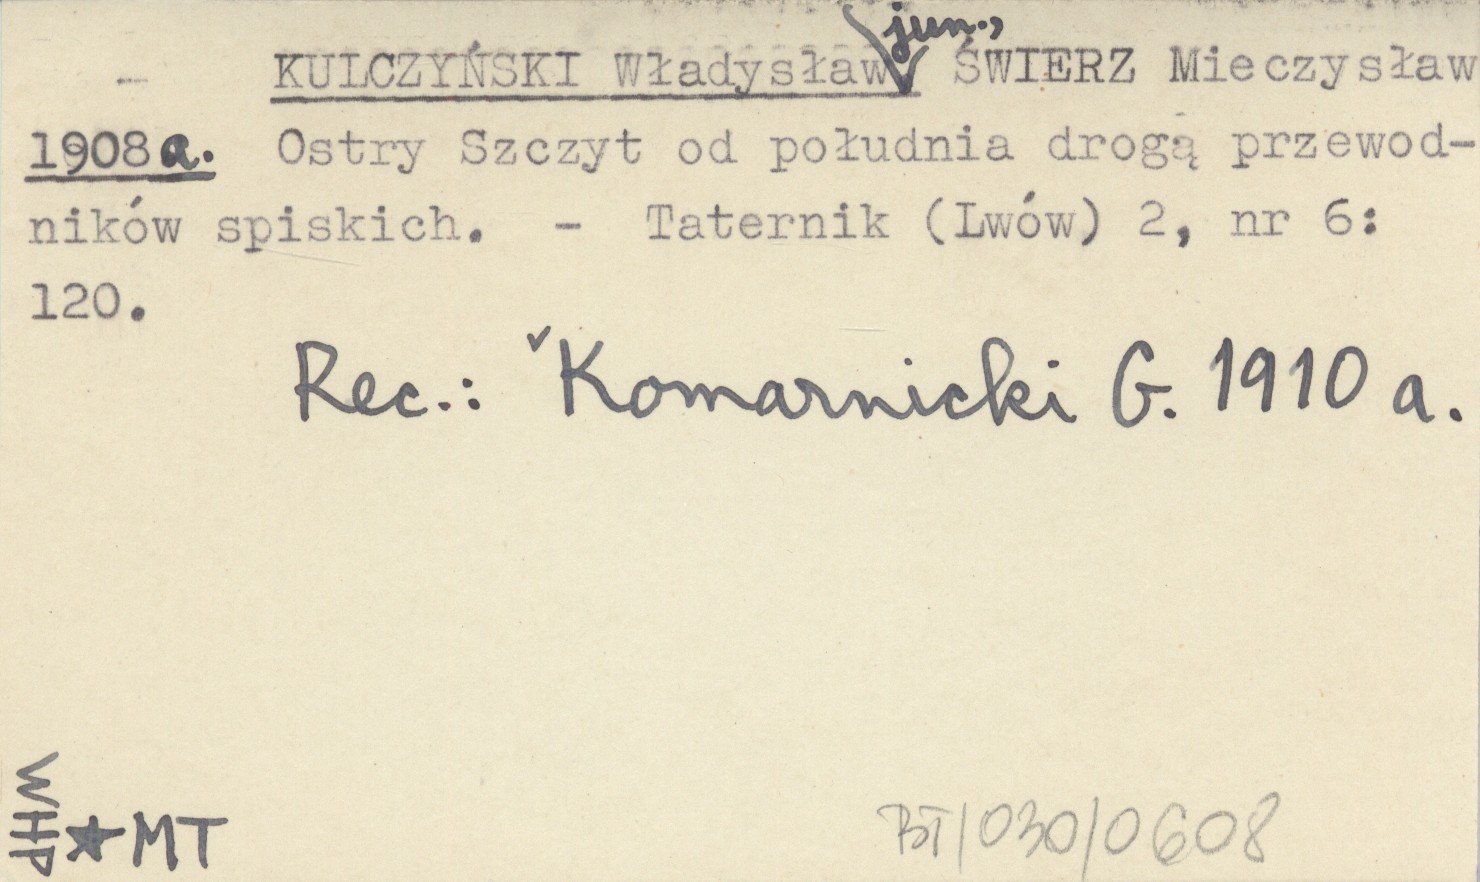 – KULCZYŃSKI Władysław jun., ŚWIERZ Mieczysław
1908a. Ostry Szczyt od południa drogą przewod-
ników spiskich. – Taternik (Lwów) 2, nr 6:
120.
Rec.: Komarnicki G. 1910 a.
WHP ★ MT
BT/030/0608